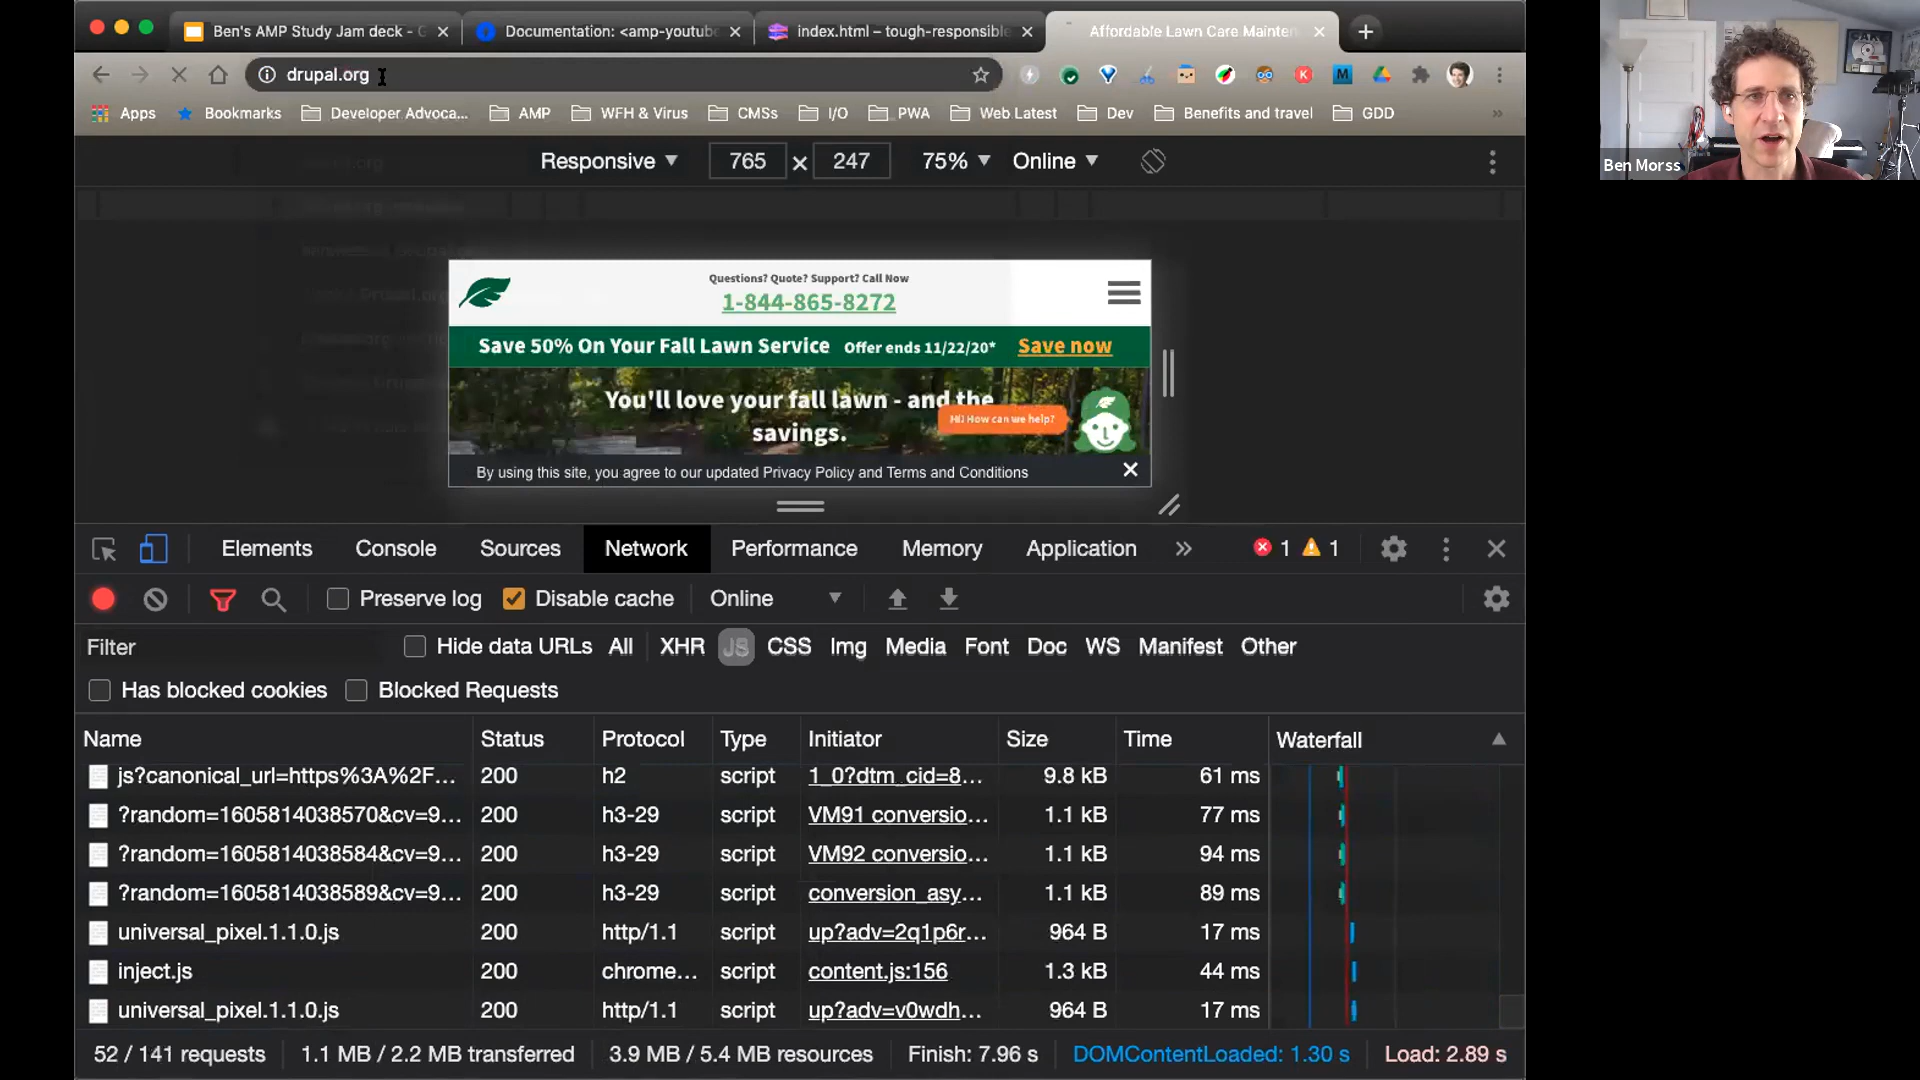 Ben's AMP Study Jam deck - G
Documentation: <amp-youtube
index.html – tough-responsible
Affordable Lawn Care Mainten
drupal.org
Apps
Bookmarks
Developer Advoca...
AMP
WFH & Virus
CMSs
I/O
PWA
Web Latest
Dev
Benefits and travel
GDD
»
Responsive
765 × 247
75%
Online
Questions? Quote? Support? Call Now
1-844-865-8272
Save 50% On Your Fall Lawn Service Offer ends 11/22/20* Save now
You'll love your fall lawn - and the
savings.
Hi! How can we help?
By using this site, you agree to our updated Privacy Policy and Terms and Conditions
Elements Console Sources Network Performance Memory Application » 1 1
Preserve log Disable cache Online
Filter Hide data URLs All XHR JS CSS Img Media Font Doc WS Manifest Other
Has blocked cookies Blocked Requests
Name Status Protocol Type Initiator Size Time Waterfall
js?canonical_url=https%3A%2F... 200 h2 script 1_0?dtm_cid=8... 9.8 kB 61 ms
?random=1605814038570&cv=9... 200 h3-29 script VM91 conversio... 1.1 kB 77 ms
?random=1605814038584&cv=9... 200 h3-29 script VM92 conversio... 1.1 kB 94 ms
?random=1605814038589&cv=9... 200 h3-29 script conversion_asy... 1.1 kB 89 ms
universal_pixel.1.1.0.js 200 http/1.1 script up?adv=2q1p6r... 964 B 17 ms
inject.js 200 chrome... script content.js:156 1.3 kB 44 ms
universal_pixel.1.1.0.js 200 http/1.1 script up?adv=v0wdh... 964 B 17 ms
52 / 141 requests 1.1 MB / 2.2 MB transferred 3.9 MB / 5.4 MB resources Finish: 7.96 s DOMContentLoaded: 1.30 s Load: 2.89 s
Ben Morss